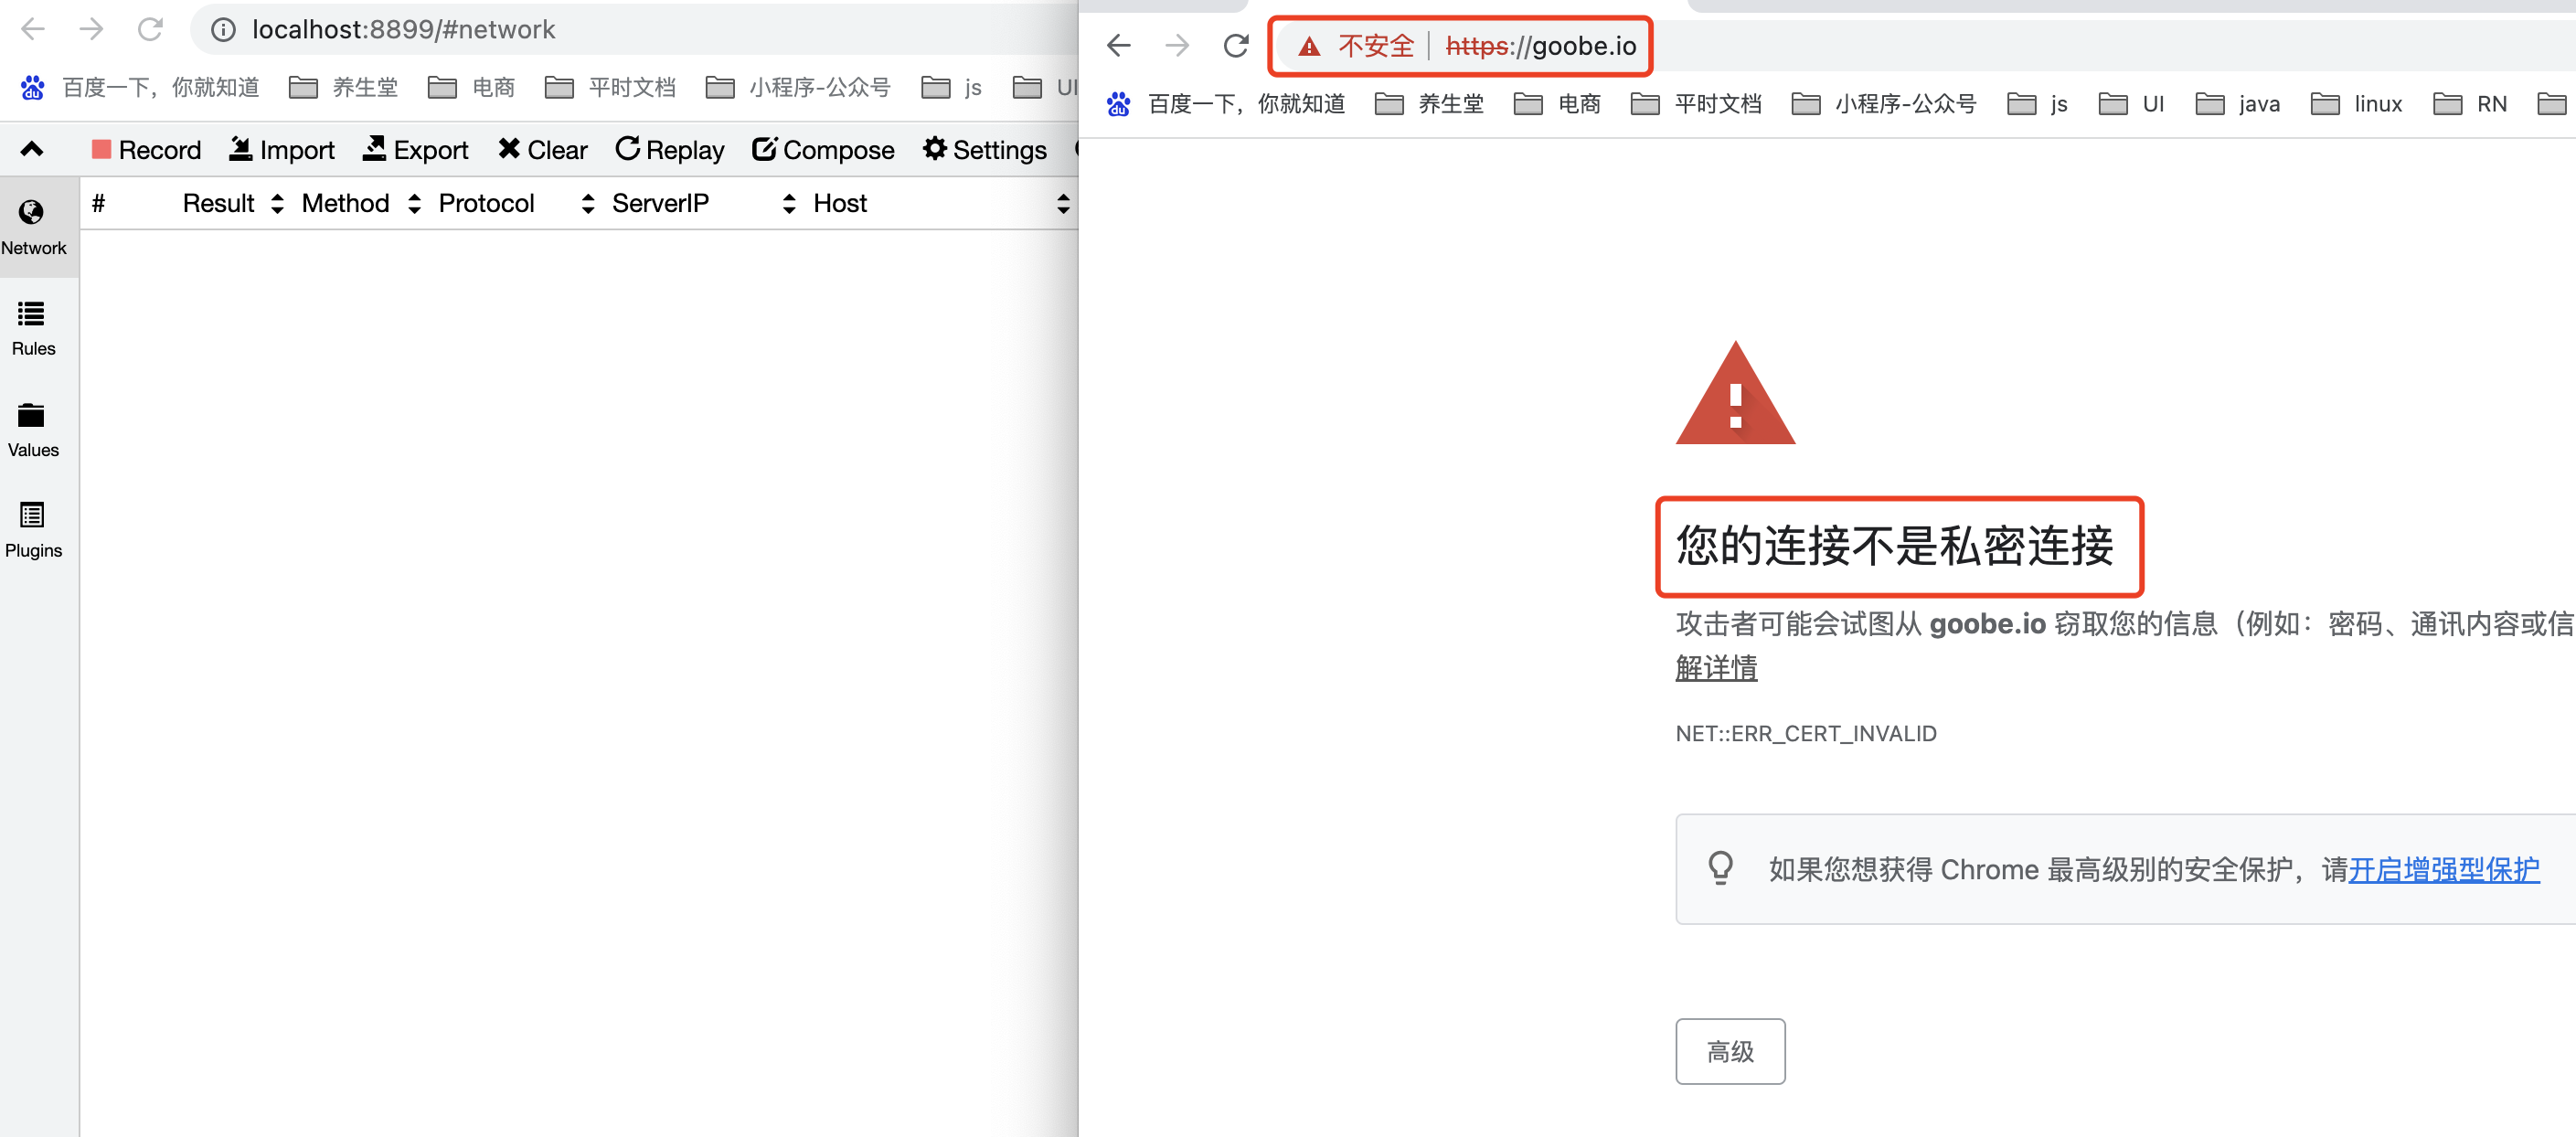 localhost:8899/#network
百度一下，你就知道 养生堂 电商 平时文档 小程序-公众号 js UI
Record Import Export Clear Replay Compose Settings
# Result Method Protocol ServerIP Host
Network
Rules
Values
Plugins
不安全 | https://goobe.io
百度一下，你就知道 养生堂 电商 平时文档 小程序-公众号 js UI java linux RN
您的连接不是私密连接
攻击者可能会试图从 goobe.io 窃取您的信息（例如：密码、通讯内容或信
解详情
NET::ERR_CERT_INVALID
如果您想获得 Chrome 最高级别的安全保护，请开启增强型保护
高级